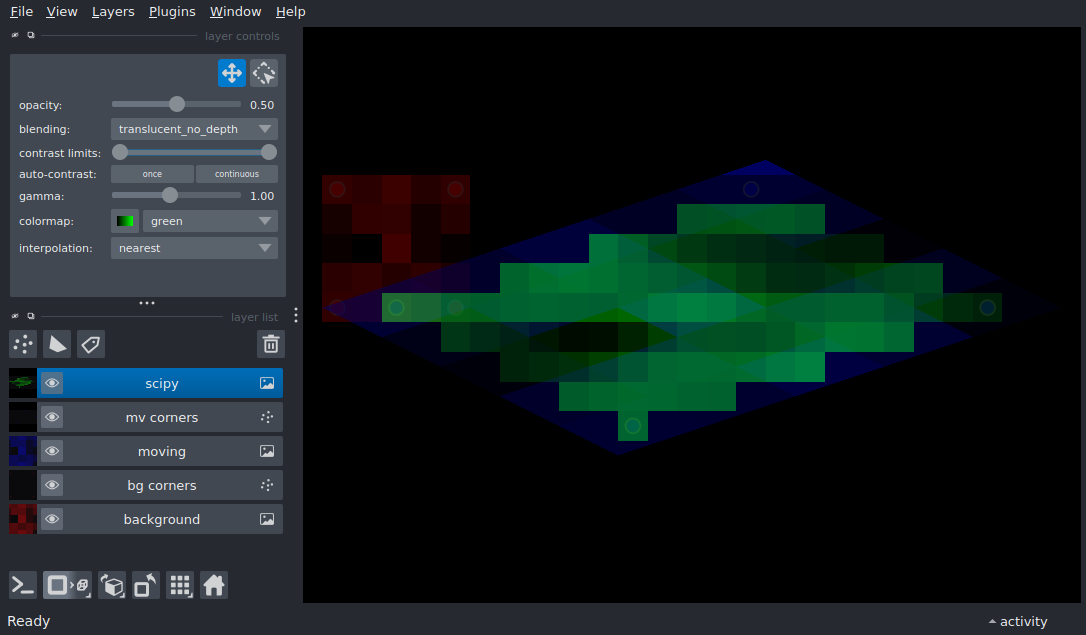 File View Layers Plugins Window Help
layer controls
opacity: 0.50
blending: translucent_no_depth
contrast limits:
auto-contrast: once continuous
gamma: 1.00
colormap: green
interpolation: nearest
layer list
scipy
mv corners
moving
bg corners
background
Ready activity